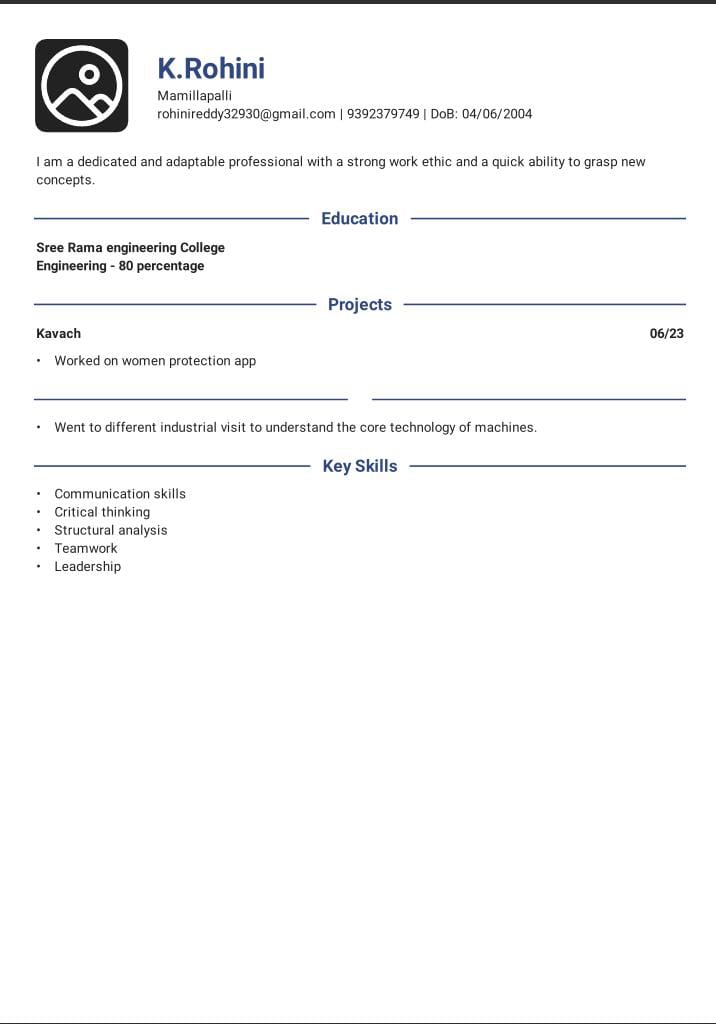 K.Rohini
Mamillapalli
rohinireddy32930@gmail.com | 9392379749 | DoB: 04/06/2004
I am a dedicated and adaptable professional with a strong work ethic and a quick ability to grasp new
concepts.
Education
Sree Rama engineering College
Engineering - 80 percentage
Projects
Kavach 06/23
• Worked on women protection app
• Went to different industrial visit to understand the core technology of machines.
Key Skills
• Communication skills
• Critical thinking
• Structural analysis
• Teamwork
• Leadership